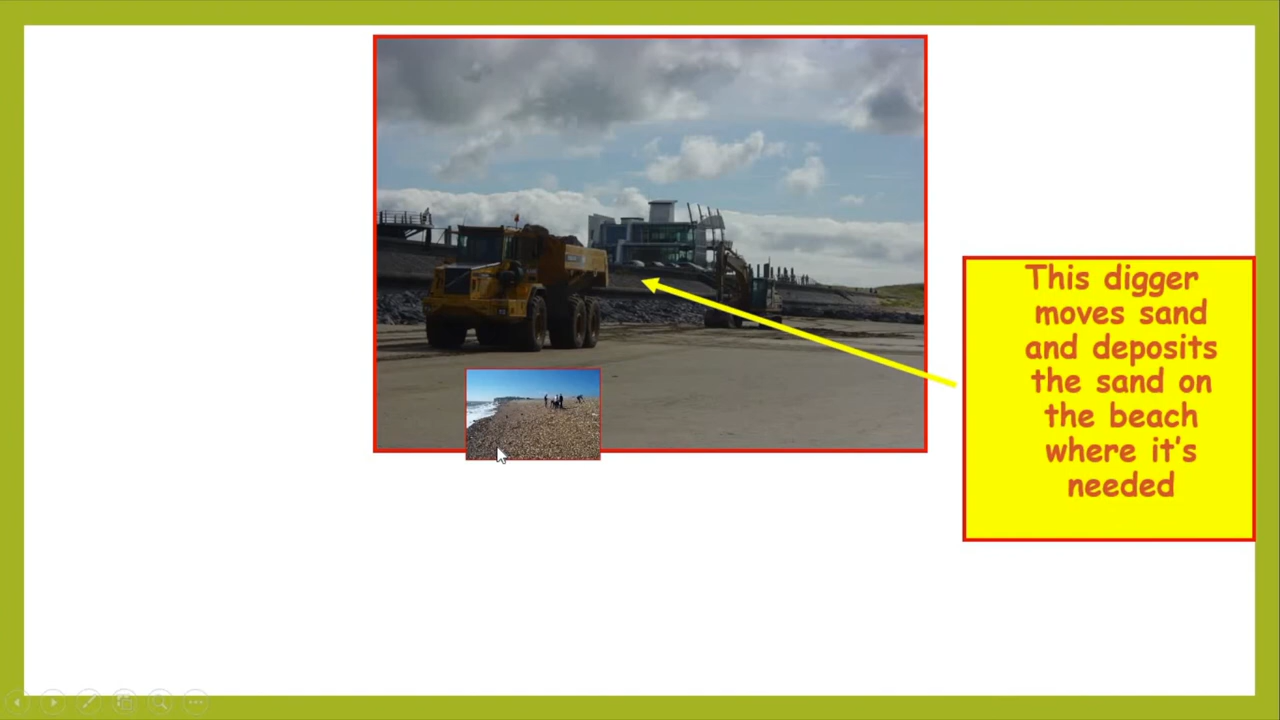 This digger
moves sand
and deposits
the sand on
the beach
where it's
needed